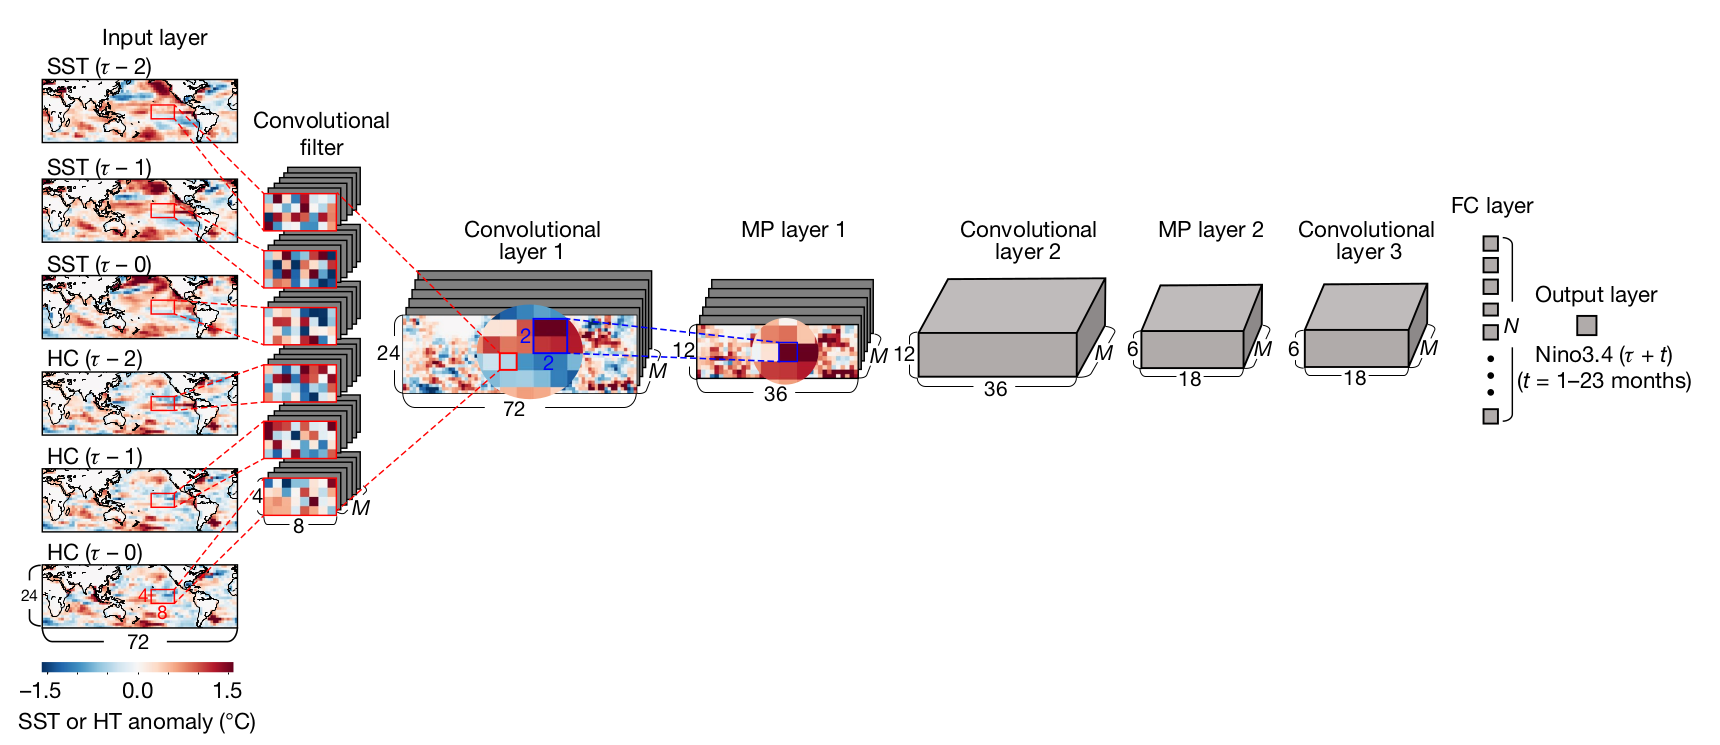 Input layer
SST (τ – 2)
SST (τ – 1)
SST (τ – 0)
HC (τ – 2)
HC (τ – 1)
HC (τ – 0)
24
4
8
72
–1.5 0.0 1.5
SST or HT anomaly (°C)
Convolutional
filter
4
8
M
Convolutional
layer 1
24
2
2
72
M
MP layer 1
12
36
M
Convolutional
layer 2
12
36
M
MP layer 2
6
18
M
Convolutional
layer 3
6
18
M
FC layer
N
Output layer
Nino3.4 (τ + t)
(t = 1–23 months)